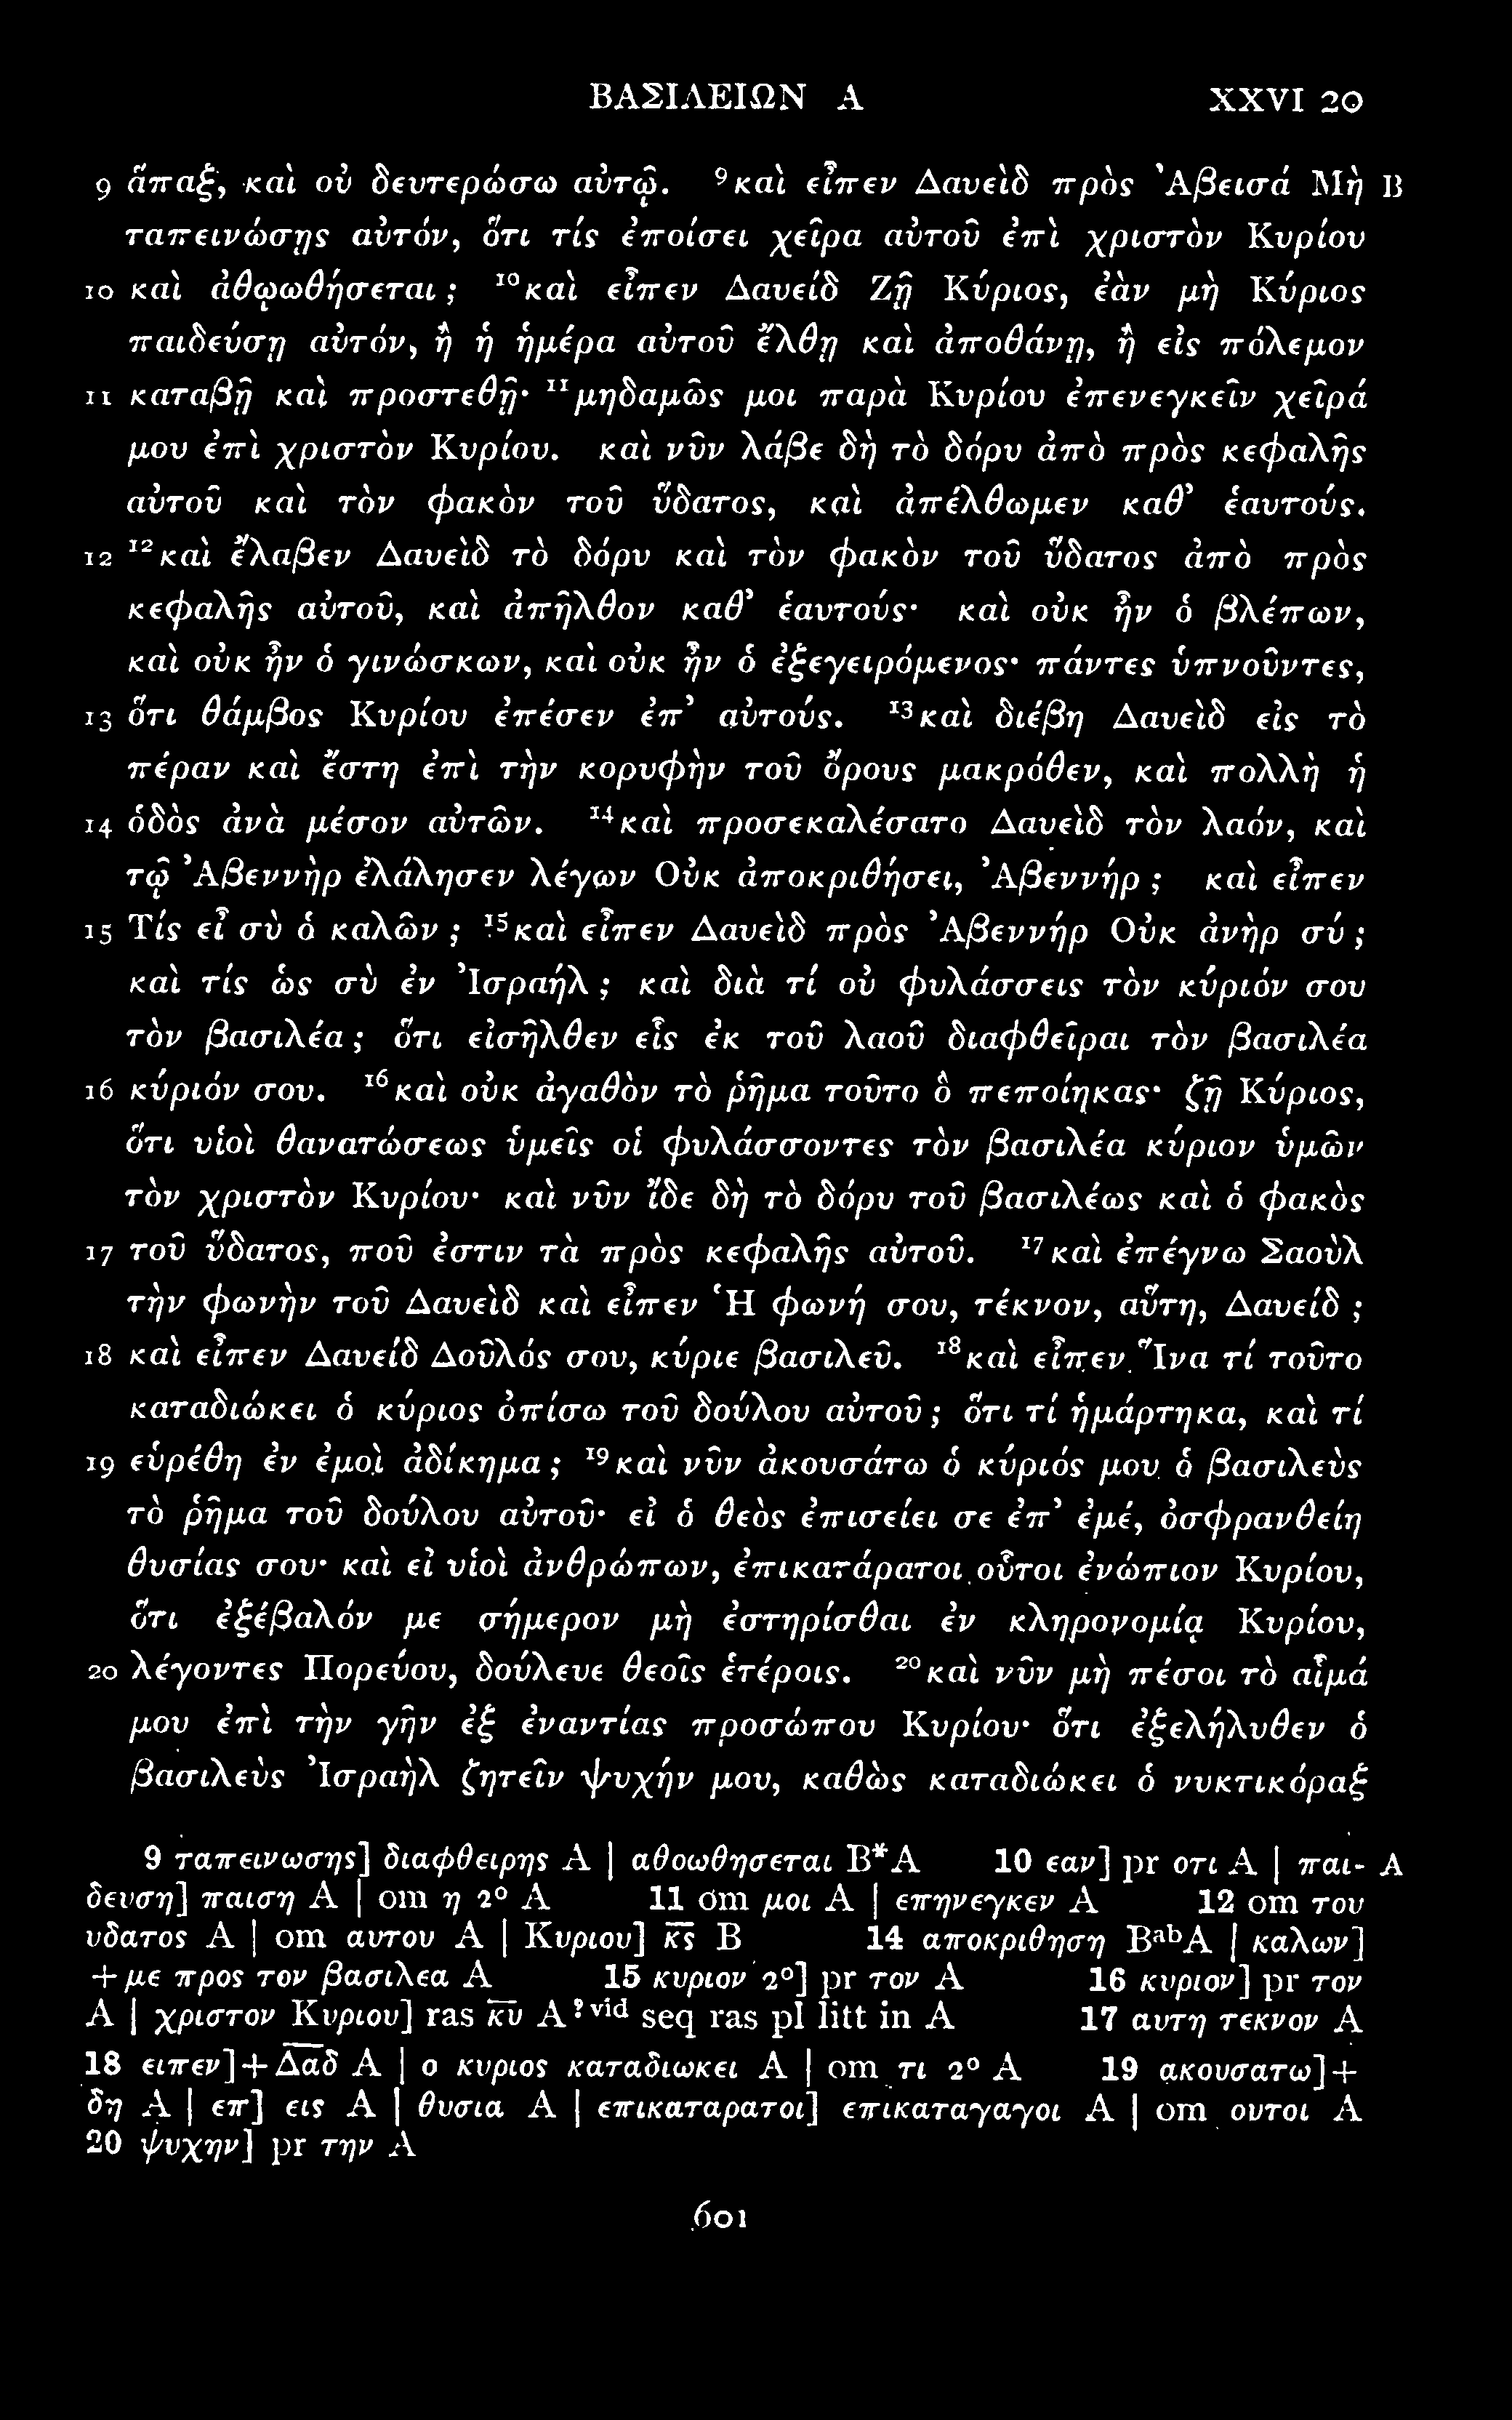 ΒΑΣΙΛΕΙΩΝ Α XXVI 20
9 ἅπαξ, καὶ οὐ δευτερώσω αὐτῷ. ⁹καὶ εἶπεν Δαυεὶδ πρὸς Ἀβεισά Μὴ B
ταπεινώσῃς αὐτόν, ὅτι τίς ἐποίσει χεῖρα αὐτοῦ ἐπὶ χριστὸν Κυρίου
10 καὶ ἀθῳωθήσεται; ¹⁰καὶ εἶπεν Δαυείδ Ζῇ Κύριος, ἐὰν μὴ Κύριος
παιδεύσῃ αὐτόν, ἢ ἡ ἡμέρα αὐτοῦ ἔλθῃ καὶ ἀποθάνῃ, ἢ εἰς πόλεμον
11 καταβῇ καὶ προστεθῇ· ¹¹μηδαμῶς μοι παρὰ Κυρίου ἐπενεγκεῖν χεῖρά
μου ἐπὶ χριστὸν Κυρίου. καὶ νῦν λάβε δὴ τὸ δόρυ ἀπὸ πρὸς κεφαλῆς
αὐτοῦ καὶ τὸν φακὸν τοῦ ὕδατος, καὶ ἀπέλθωμεν καθ’ ἑαυτούς.
12 ¹²καὶ ἔλαβεν Δαυεὶδ τὸ δόρυ καὶ τὸν φακὸν τοῦ ὕδατος ἀπὸ πρὸς
κεφαλῆς αὐτοῦ, καὶ ἀπῆλθον καθ’ ἑαυτούς· καὶ οὐκ ἦν ὁ βλέπων,
καὶ οὐκ ἦν ὁ γινώσκων, καὶ οὐκ ἦν ὁ ἐξεγειρόμενος· πάντες ὑπνοῦντες,
13 ὅτι θάμβος Κυρίου ἐπέσεν ἐπ’ αὐτούς. ¹³καὶ διέβη Δαυεὶδ εἰς τὸ
πέραν καὶ ἔστη ἐπὶ τὴν κορυφὴν τοῦ ὄρους μακρόθεν, καὶ πολλὴ ἡ
14 ὁδὸς ἀνὰ μέσον αὐτῶν. ¹⁴καὶ προσεκαλέσατο Δαυεὶδ τὸν λαόν, καὶ
τῷ Ἀβεννὴρ ἐλάλησεν λέγων Οὐκ ἀποκριθήσει, Ἀβεννήρ; καὶ εἶπεν
15 Τίς εἶ σὺ ὁ καλῶν; ¹⁵καὶ εἶπεν Δαυεὶδ πρὸς Ἀβεννήρ Οὐκ ἀνὴρ σύ;
καὶ τίς ὡς σὺ ἐν Ἰσραήλ; καὶ διὰ τί οὐ φυλάσσεις τὸν κύριόν σου
τὸν βασιλέα; ὅτι εἰσῆλθεν εἷς ἐκ τοῦ λαοῦ διαφθεῖραι τὸν βασιλέα
16 κύριόν σου. ¹⁶καὶ οὐκ ἀγαθὸν τὸ ῥῆμα τοῦτο ὃ πεποίηκας· ζῇ Κύριος,
ὅτι υἱοὶ θανατώσεως ὑμεῖς οἱ φυλάσσοντες τὸν βασιλέα κύριον ὑμῶν
τὸν χριστὸν Κυρίου· καὶ νῦν ἴδε δὴ τὸ δόρυ τοῦ βασιλέως καὶ ὁ φακὸς
17 τοῦ ὕδατος, ποῦ ἐστιν τὰ πρὸς κεφαλῆς αὐτοῦ. ¹⁷καὶ ἐπέγνω Σαοὺλ
τὴν φωνὴν τοῦ Δαυεὶδ καὶ εἶπεν Ἡ φωνή σου, τέκνον, αὕτη, Δαυείδ;
18 καὶ εἶπεν Δαυείδ Δοῦλός σου, κύριε βασιλεῦ. ¹⁸καὶ εἶπεν Ἵνα τί τοῦτο
καταδιώκει ὁ κύριος ὀπίσω τοῦ δούλου αὐτοῦ; ὅτι τί ἡμάρτηκα, καὶ τί
19 εὑρέθη ἐν ἐμοὶ ἀδίκημα; ¹⁹καὶ νῦν ἀκουσάτω ὁ κύριός μου ὁ βασιλεὺς
τὸ ῥῆμα τοῦ δούλου αὐτοῦ· εἰ ὁ θεὸς ἐπισείει σε ἐπ’ ἐμέ, ὀσφρανθείη
θυσίας σου· καὶ εἰ υἱοὶ ἀνθρώπων, ἐπικατάρατοι οὗτοι ἐνώπιον Κυρίου,
ὅτι ἐξέβαλόν με σήμερον μὴ ἐστηρίσθαι ἐν κληρονομίᾳ Κυρίου,
20 λέγοντες Πορεύου, δούλευε θεοῖς ἑτέροις. ²⁰καὶ νῦν μὴ πέσοι τὸ αἷμά
μου ἐπὶ τὴν γῆν ἐξ ἐναντίας προσώπου Κυρίου· ὅτι ἐξελήλυθεν ὁ
βασιλεὺς Ἰσραὴλ ζητεῖν ψυχήν μου, καθὼς καταδιώκει ὁ νυκτικόραξ
9 ταπεινωσης] διαφθειρης A | αθοωθησεται B*A 10 εαν] pr οτι A | παι- A
δευση] παιση A | om η 2° A 11 om μοι A | επηνεγκεν A 12 om του
υδατος A | om αυτου A | Κυριου] κ̅ς̅ B 14 αποκριθηση BᵃᵇA | καλων]
+με προς τον βασιλεα A 15 κυριον 2°] pr τον A 16 κυριον] pr τον
A | χριστον Κυριου] ras κ̅υ̅ A?ᵛⁱᵈ seq ras pl litt in A 17 αυτη τεκνον A
18 ειπεν]+Δ̅α̅δ̅ A | ο κυριος καταδιωκει A | om τι 2° A 19 ακουσατω]+
δη A | επ] εις A | θυσια A | επικαταρατοι] επικαταγαγοι A | om ουτοι A
20 ψυχην] pr την A
601